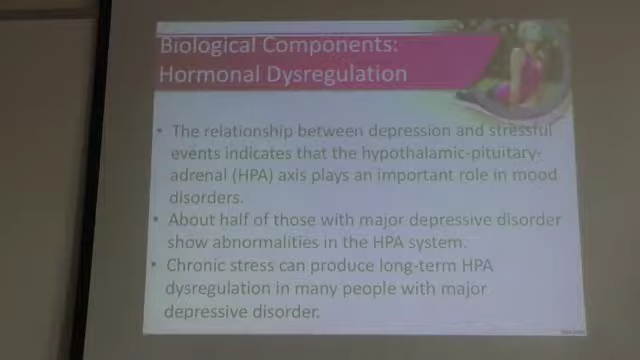 Biological Components:
Hormonal Dysregulation
• The relationship between depression and stressful
events indicates that the hypothalamic-pituitary-
adrenal (HPA) axis plays an important role in mood
disorders.
• About half of those with major depressive disorder
show abnormalities in the HPA system.
• Chronic stress can produce long-term HPA
dysregulation in many people with major
depressive disorder.